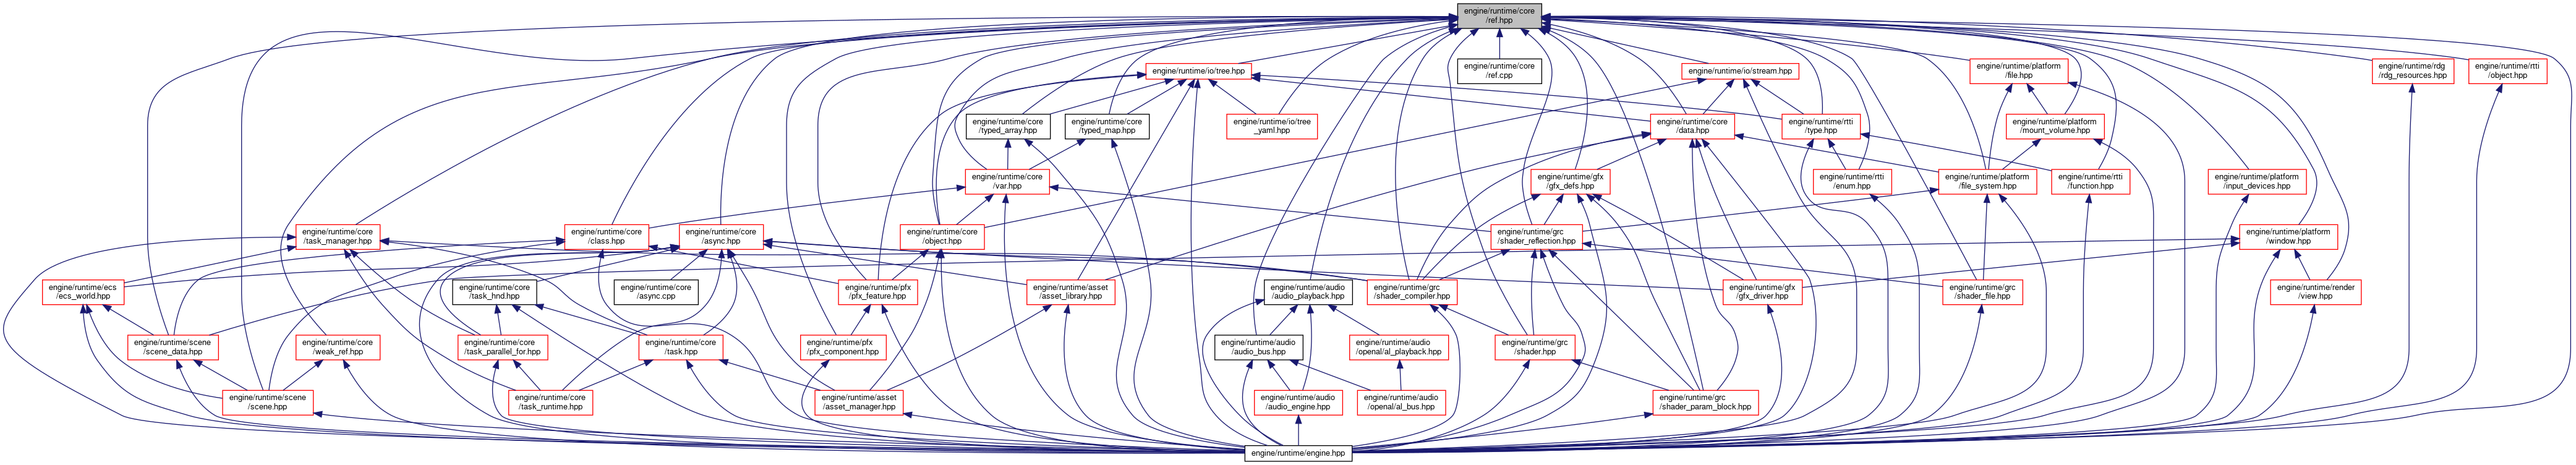 engine/runtime/core
/ref.hpp
engine/runtime/io/tree.hpp
engine/runtime/core
/ref.cpp
engine/runtime/io/stream.hpp
engine/runtime/platform
/file.hpp
engine/runtime/rdg
/rdg_resources.hpp
engine/runtime/rtti
/object.hpp
engine/runtime/core
/typed_array.hpp
engine/runtime/core
/typed_map.hpp
engine/runtime/io/tree
_yaml.hpp
engine/runtime/core
/data.hpp
engine/runtime/rtti
/type.hpp
engine/runtime/platform
/mount_volume.hpp
engine/runtime/core
/var.hpp
engine/runtime/gfx
/gfx_defs.hpp
engine/runtime/rtti
/enum.hpp
engine/runtime/platform
/file_system.hpp
engine/runtime/rtti
/function.hpp
engine/runtime/platform
/input_devices.hpp
engine/runtime/core
/task_manager.hpp
engine/runtime/core
/class.hpp
engine/runtime/core
/async.hpp
engine/runtime/core
/object.hpp
engine/runtime/grc
/shader_reflection.hpp
engine/runtime/platform
/window.hpp
engine/runtime/ecs
/ecs_world.hpp
engine/runtime/core
/task_hnd.hpp
engine/runtime/core
/async.cpp
engine/runtime/pfx
/pfx_feature.hpp
engine/runtime/asset
/asset_library.hpp
engine/runtime/audio
/audio_playback.hpp
engine/runtime/grc
/shader_compiler.hpp
engine/runtime/gfx
/gfx_driver.hpp
engine/runtime/grc
/shader_file.hpp
engine/runtime/render
/view.hpp
engine/runtime/scene
/scene_data.hpp
engine/runtime/core
/weak_ref.hpp
engine/runtime/core
/task_parallel_for.hpp
engine/runtime/core
/task.hpp
engine/runtime/pfx
/pfx_component.hpp
engine/runtime/audio
/audio_bus.hpp
engine/runtime/audio
/openal/al_playback.hpp
engine/runtime/grc
/shader.hpp
engine/runtime/scene
/scene.hpp
engine/runtime/core
/task_runtime.hpp
engine/runtime/asset
/asset_manager.hpp
engine/runtime/audio
/audio_engine.hpp
engine/runtime/audio
/openal/al_bus.hpp
engine/runtime/grc
/shader_param_block.hpp
engine/runtime/engine.hpp